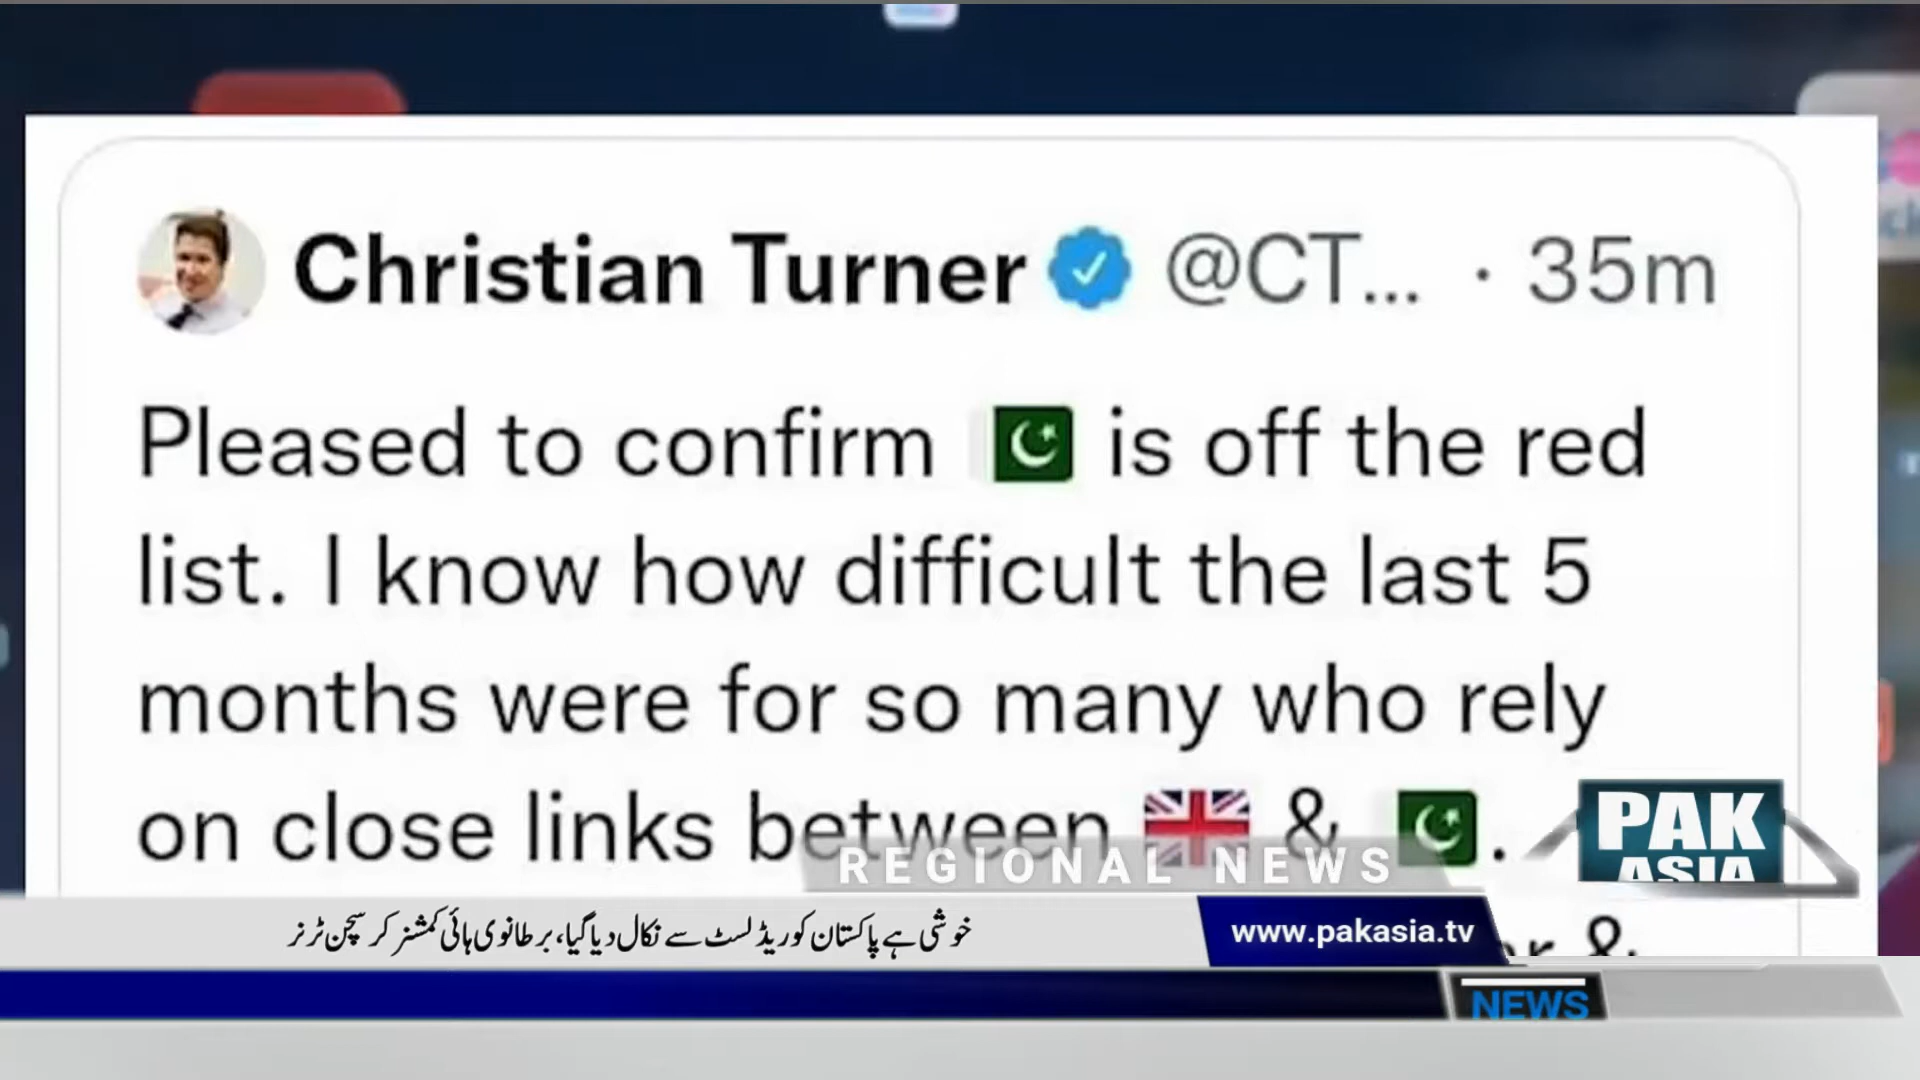 Christian Turner @CT... · 35m
Pleased to confirm 🇵🇰 is off the red
list. I know how difficult the last 5
months were for so many who rely
on close links between 🇬🇧 & 🇵🇰.
PAK
ASIA
REGIONAL NEWS
خوشی ہے پاکستان کو ریڈ لسٹ سے نکال دیا گیا، برطانوی ہائی کمشنر کرسچن ٹرنر
www.pakasia.tv
&
NEWS